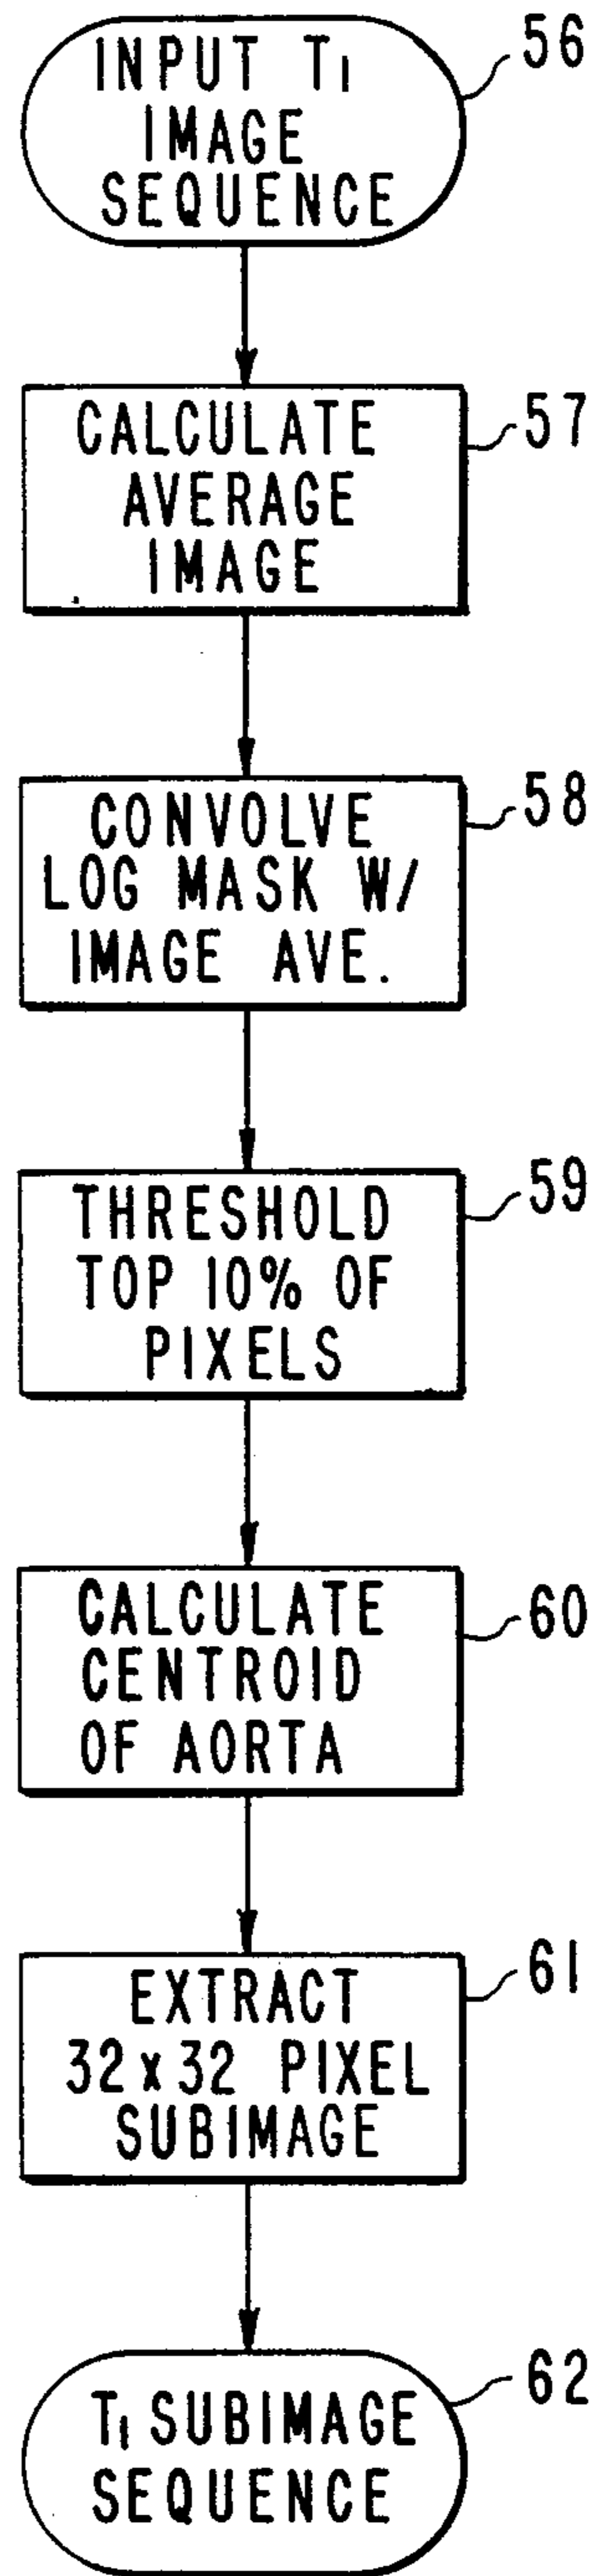 INPUT T1
IMAGE
SEQUENCE
56
CALCULATE
AVERAGE
IMAGE
57
CONVOLVE
LOG MASK W/
IMAGE AVE.
58
THRESHOLD
TOP 10% OF
PIXELS
59
CALCULATE
CENTROID
OF AORTA
60
EXTRACT
32x32 PIXEL
SUBIMAGE
61
T1 SUBIMAGE
SEQUENCE
62